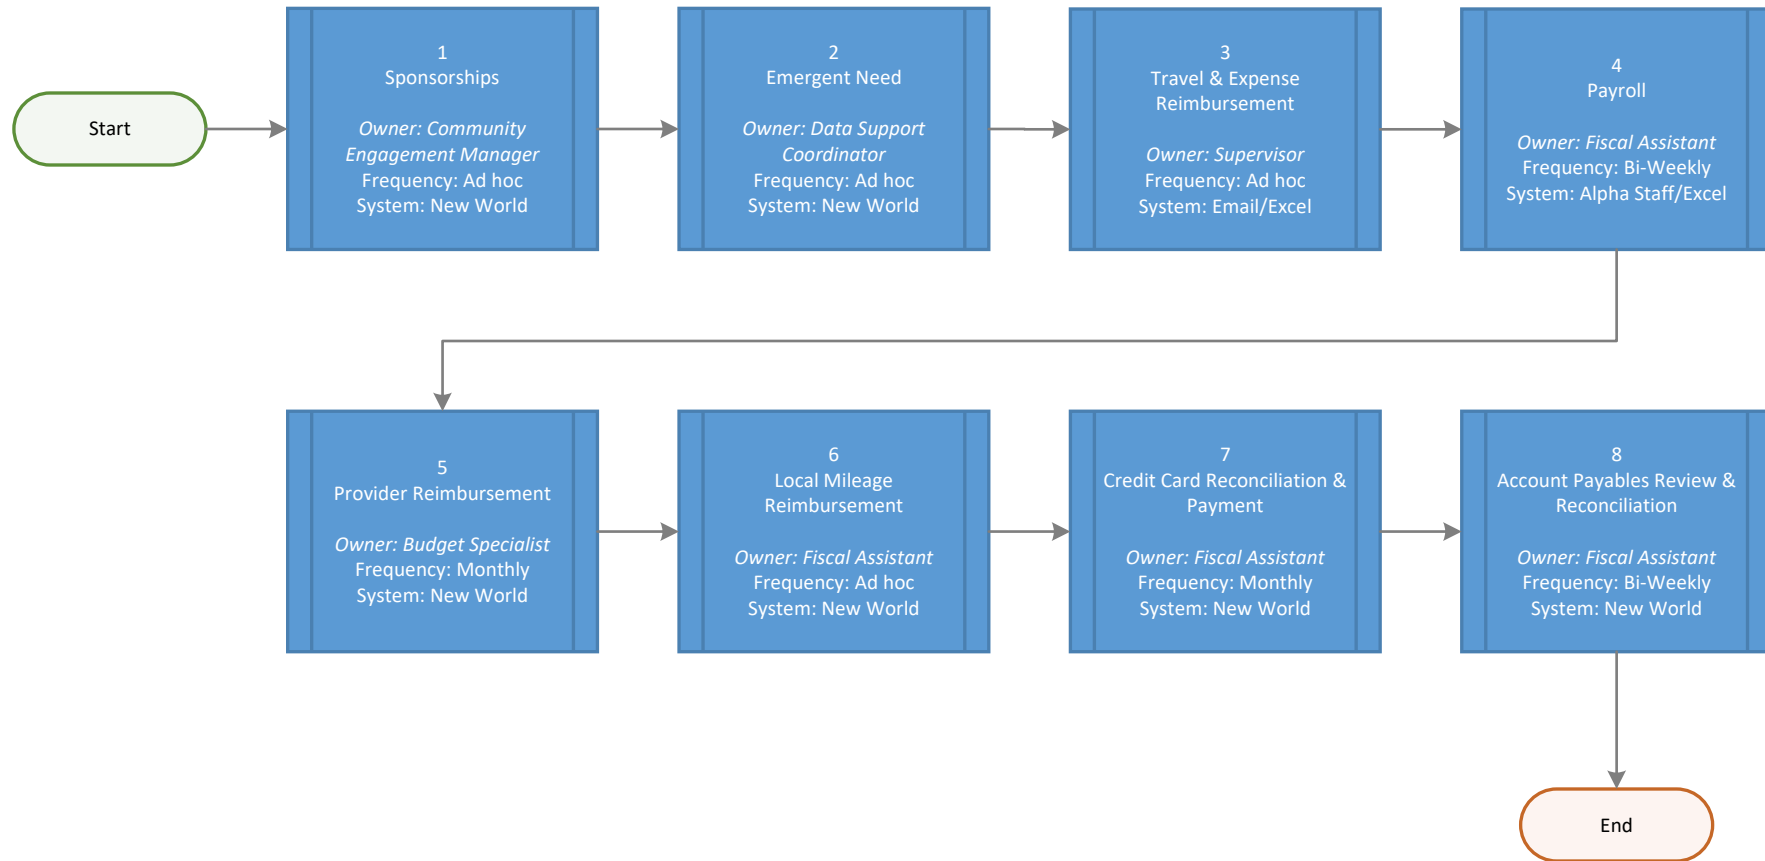 Start
1
Sponsorships
Owner: Community
Engagement Manager
Frequency: Ad hoc
System: New World
2
Emergent Need
Owner: Data Support
Coordinator
Frequency: Ad hoc
System: New World
3
Travel & Expense
Reimbursement
Owner: Supervisor
Frequency: Ad hoc
System: Email/Excel
4
Payroll
Owner: Fiscal Assistant
Frequency: Bi-Weekly
System: Alpha Staff/Excel
5
Provider Reimbursement
Owner: Budget Specialist
Frequency: Monthly
System: New World
6
Local Mileage
Reimbursement
Owner: Fiscal Assistant
Frequency: Ad hoc
System: New World
7
Credit Card Reconciliation &
Payment
Owner: Fiscal Assistant
Frequency: Monthly
System: New World
8
Account Payables Review &
Reconciliation
Owner: Fiscal Assistant
Frequency: Bi-Weekly
System: New World
End